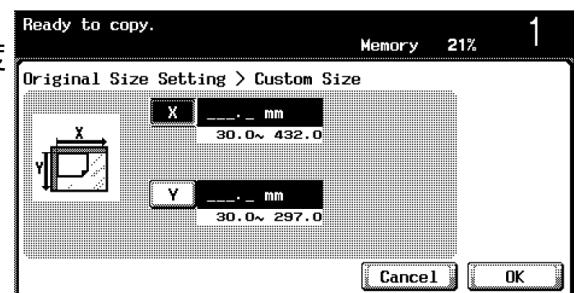 Ready to copy.
Memory 21% 1
Original Size Setting > Custom Size
X ___._ mm
30.0~ 432.0
X
Y
Y ___._ mm
30.0~ 297.0
Cancel OK